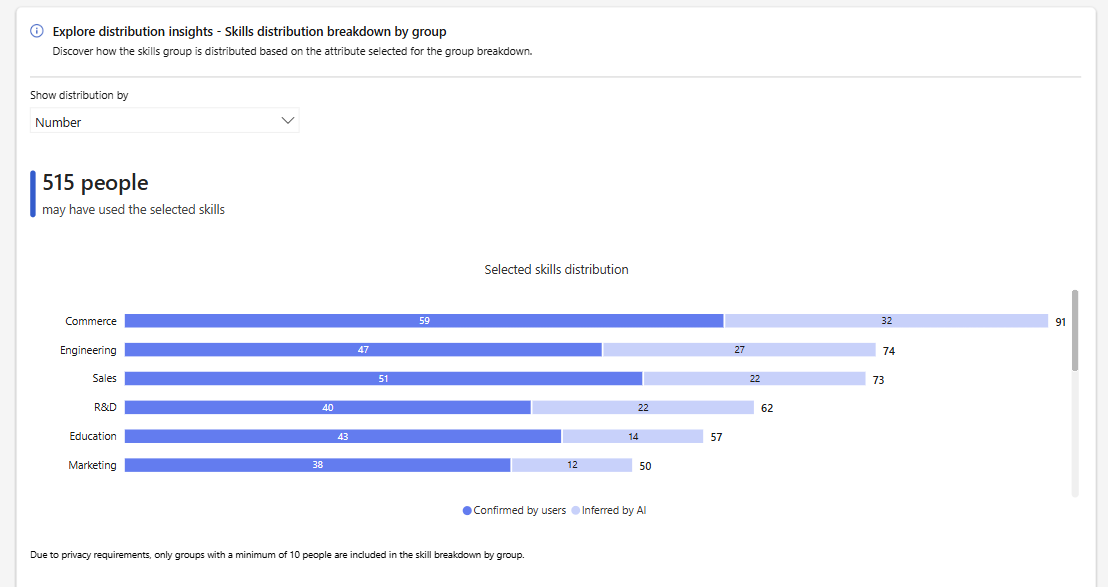 Explore distribution insights - Skills distribution breakdown by group
Discover how the skills group is distributed based on the attribute selected for the group breakdown.
Show distribution by
Number
515 people
may have used the selected skills
Selected skills distribution
Commerce 59 32 91
Engineering 47 27 74
Sales 51 22 73
R&D 40 22 62
Education 43 14 57
Marketing 38 12 50
Confirmed by users Inferred by AI
Due to privacy requirements, only groups with a minimum of 10 people are included in the skill breakdown by group.